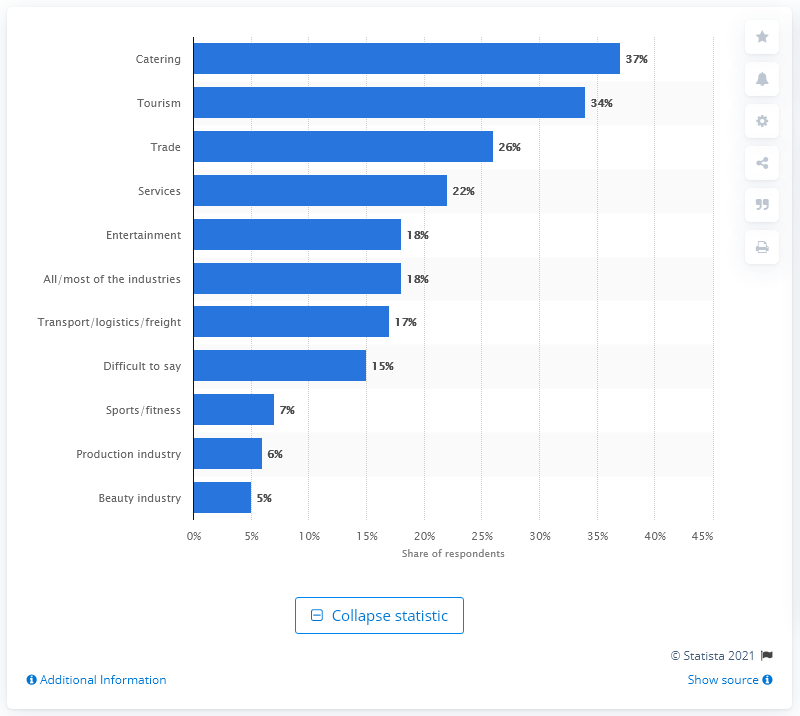 Catering 37%
Tourism 34%
Trade 26%
Services 22%
Entertainment 18%
All/most of the industries 18%
Transport/logistics/freight 17%
Difficult to say 15%
Sports/fitness 7%
Production industry 6%
Beauty industry 5%
0% 5% 10% 15% 20% 25% 30% 35% 40% 45%
Share of respondents
Collapse statistic
© Statista 2021
Additional Information Show source